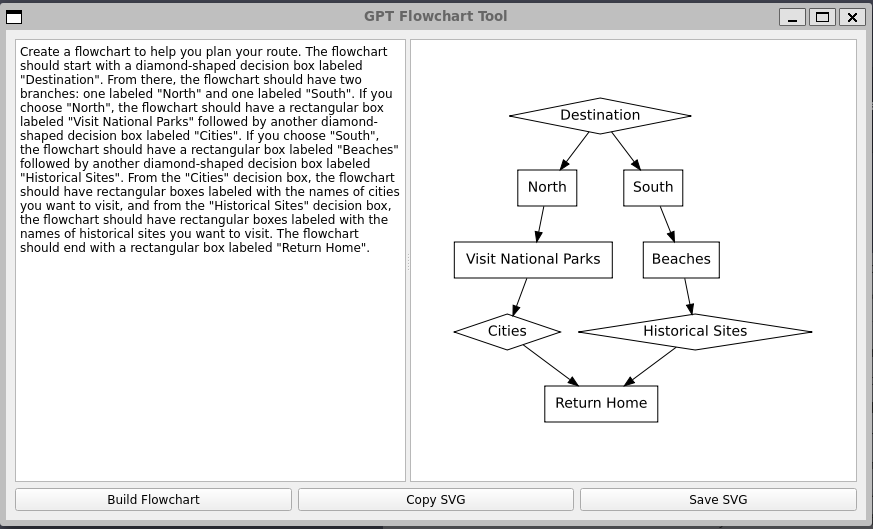 GPT Flowchart Tool
Create a flowchart to help you plan your route. The flowchart
should start with a diamond-shaped decision box labeled
"Destination". From there, the flowchart should have two
branches: one labeled "North" and one labeled "South". If you
choose "North", the flowchart should have a rectangular box
labeled "Visit National Parks" followed by another diamond-
shaped decision box labeled "Cities". If you choose "South",
the flowchart should have a rectangular box labeled "Beaches"
followed by another diamond-shaped decision box labeled
"Historical Sites". From the "Cities" decision box, the flowchart
should have rectangular boxes labeled with the names of cities
you want to visit, and from the "Historical Sites" decision box,
the flowchart should have rectangular boxes labeled with the
names of historical sites you want to visit. The flowchart
should end with a rectangular box labeled "Return Home".
Destination
North
South
Visit National Parks
Beaches
Cities
Historical Sites
Return Home
Build Flowchart
Copy SVG
Save SVG